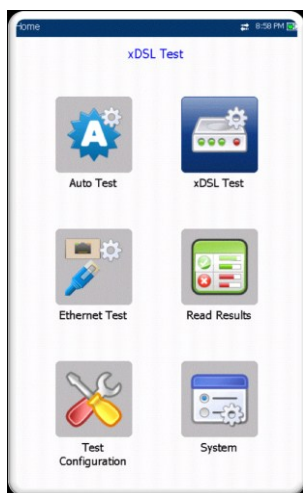 Home 8:58 PM
xDSL Test
A
Auto Test xDSL Test
Ethernet Test Read Results
Test
Configuration System